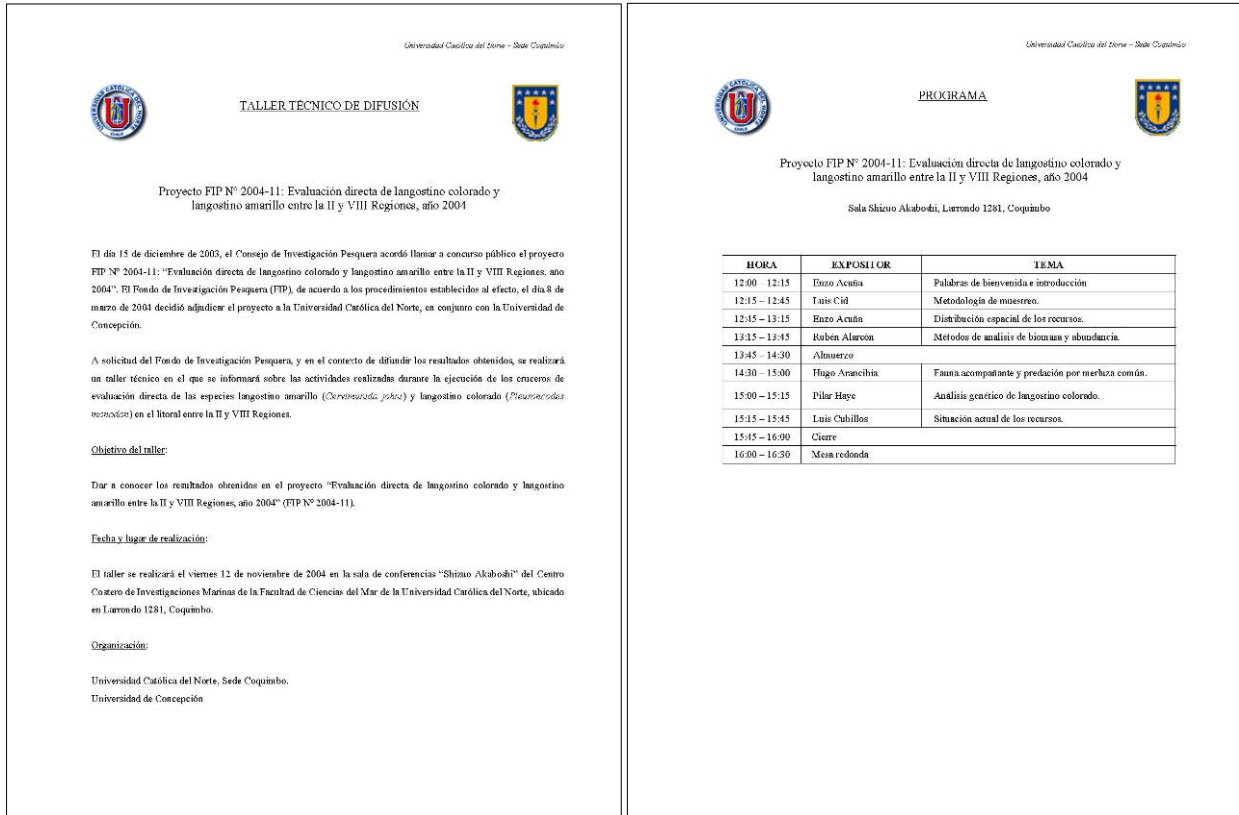 Universidad Católica del Norte – Sede Coquimbo
UNIVERSIDAD CATOLICA DEL NORTE
CHILE
TALLER TÉCNICO DE DIFUSIÓN
Proyecto FIP N° 2004-11: Evaluación directa de langostino colorado y
langostino amarillo entre la II y VIII Regiones, año 2004
El día 15 de diciembre de 2003, el Consejo de Investigación Pesquera acordó llamar a concurso público el proyecto
FIP N° 2004-11: “Evaluación directa de langostino colorado y langostino amarillo entre la II y VIII Regiones, año
2004”. El Fondo de Investigación Pesquera (FIP), de acuerdo a los procedimientos establecidos al efecto, el día 8 de
marzo de 2004 decidió adjudicar el proyecto a la Universidad Católica del Norte, en conjunto con la Universidad de
Concepción.
A solicitud del Fondo de Investigación Pesquera, y en el contexto de difundir los resultados obtenidos, se realizará
un taller técnico en el que se informará sobre las actividades realizadas durante la ejecución de los cruceros de
evaluación directa de las especies langostino amarillo (Cervimunida johni) y langostino colorado (Pleuroncodes
monodon) en el litoral entre la II y VIII Regiones.
Objetivo del taller:
Dar a conocer los resultados obtenidos en el proyecto “Evaluación directa de langostino colorado y langostino
amarillo entre la II y VIII Regiones, año 2004” (FIP N° 2004-11).
Fecha y lugar de realización:
El taller se realizará el viernes 12 de noviembre de 2004 en la sala de conferencias “Shizuo Akaboshi” del Centro
Costero de Investigaciones Marinas de la Facultad de Ciencias del Mar de la Universidad Católica del Norte, ubicado
en Larrondo 1281, Coquimbo.
Organización:
Universidad Católica del Norte, Sede Coquimbo.
Universidad de Concepción
Universidad Católica del Norte – Sede Coquimbo
UNIVERSIDAD CATOLICA DEL NORTE
CHILE
PROGRAMA
Proyecto FIP N° 2004-11: Evaluación directa de langostino colorado y
langostino amarillo entre la II y VIII Regiones, año 2004
Sala Shizuo Akaboshi, Larrondo 1281, Coquimbo
HORA EXPOSITOR TEMA
12:00 – 12:15 Enzo Acuña Palabras de bienvenida e introducción
12:15 – 12:45 Luis Cid Metodología de muestreo.
12:45 – 13:15 Enzo Acuña Distribución espacial de los recursos.
13:15 – 13:45 Rubén Alarcón Métodos de análisis de biomasa y abundancia.
13:45 – 14:30 Almuerzo
14:30 – 15:00 Hugo Arancibia Fauna acompañante y predación por merluza común.
15:00 – 15:15 Pilar Haye Análisis genético de langostino colorado.
15:15 – 15:45 Luis Cubillos Situación actual de los recursos.
15:45 – 16:00 Cierre
16:00 – 16:30 Mesa redonda